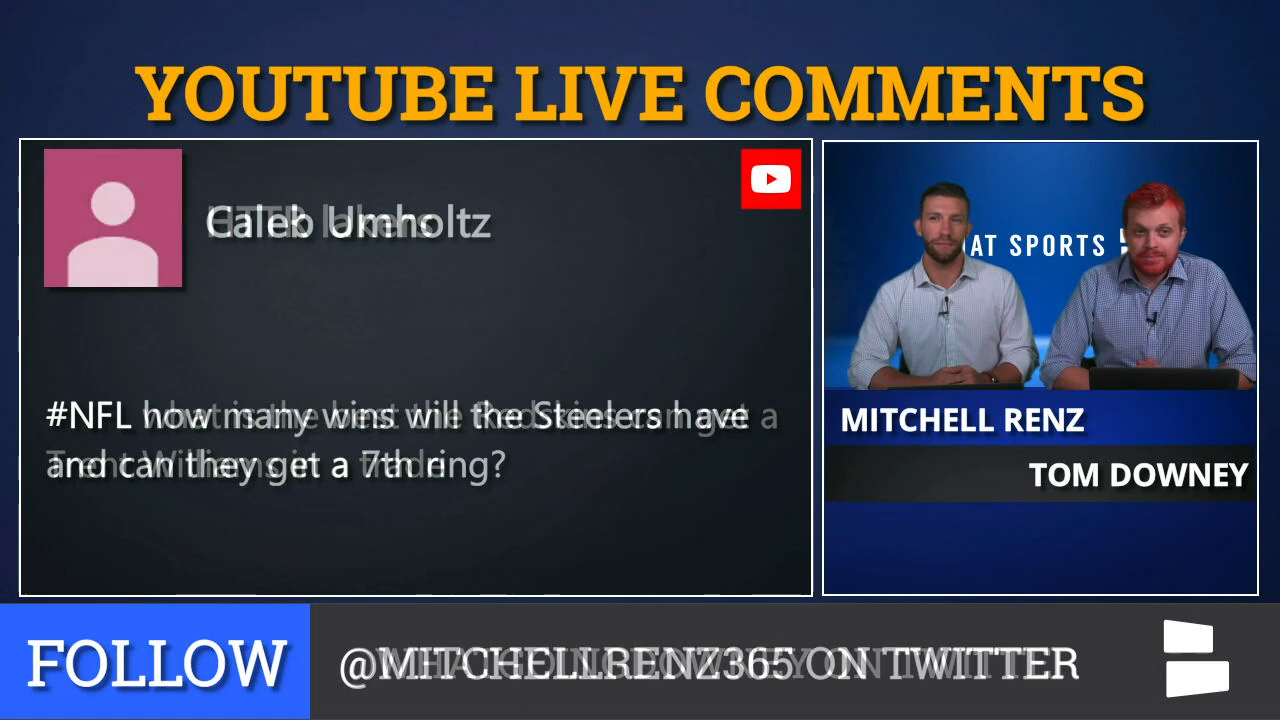 YOUTUBE LIVE COMMENTS
Caleb Umholtz
#NFL how many wins will the Steelers have
and can they get a 7th ring?
AT SPORTS
MITCHELL RENZ
TOM DOWNEY
FOLLOW
@MITCHELLRENZ365 ON TWITTER